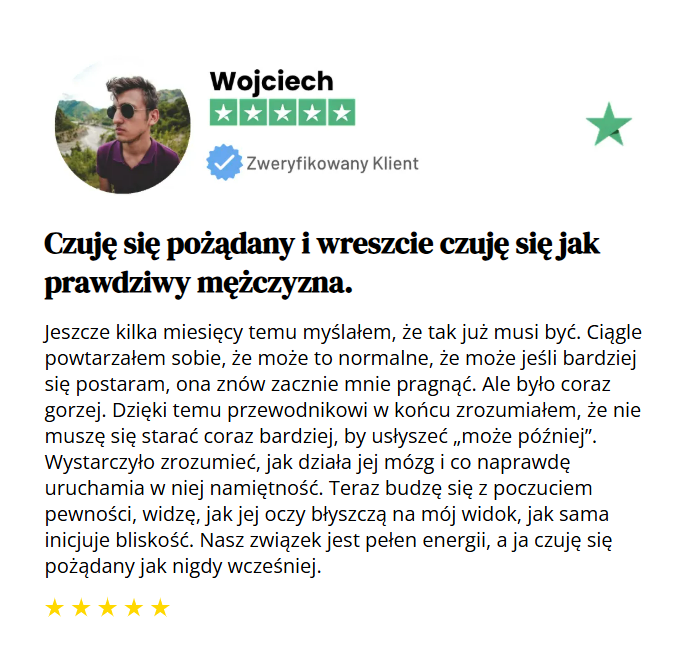 Wojciech
Zweryfikowany Klient
Czuję się pożądany i wreszcie czuję się jak
prawdziwy mężczyzna.
Jeszcze kilka miesięcy temu myślałem, że tak już musi być. Ciągle
powtarzałem sobie, że może to normalne, że może jeśli bardziej
się postaram, ona znów zacznie mnie pragnąć. Ale było coraz
gorzej. Dzięki temu przewodnikowi w końcu zrozumiałem, że nie
muszę się starać coraz bardziej, by usłyszeć „może później”.
Wystarczyło zrozumieć, jak działa jej mózg i co naprawdę
uruchamia w niej namiętność. Teraz budzę się z poczuciem
pewności, widzę, jak jej oczy błyszczą na mój widok, jak sama
inicjuje bliskość. Nasz związek jest pełen energii, a ja czuję się
pożądany jak nigdy wcześniej.